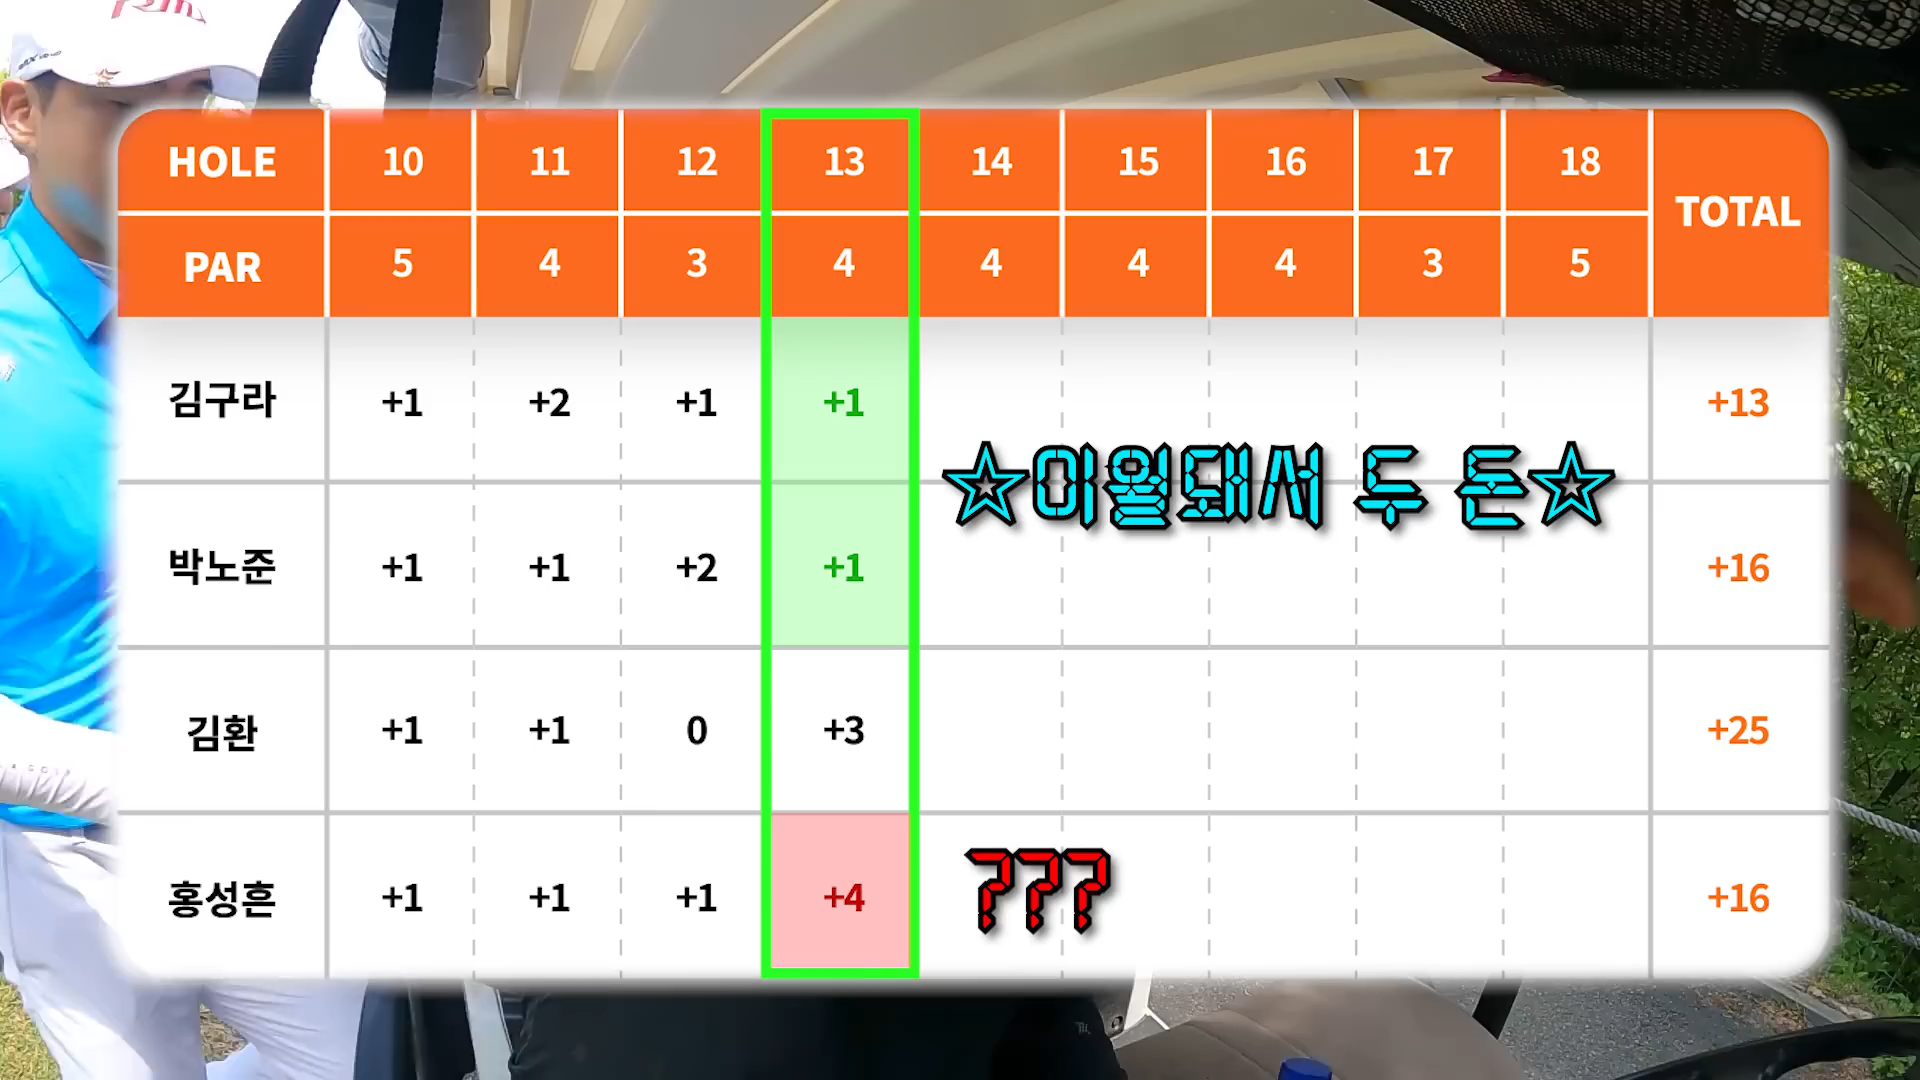 HOLE 10 11 12 13 14 15 16 17 18 TOTAL
PAR 5 4 3 4 4 4 4 3 5
김구라 +1 +2 +1 +1 +13
☆이월돼서 두 돈☆
박노준 +1 +1 +2 +1 +16
김환 +1 +1 0 +3 +25
홍성흔 +1 +1 +1 +4 ??? +16